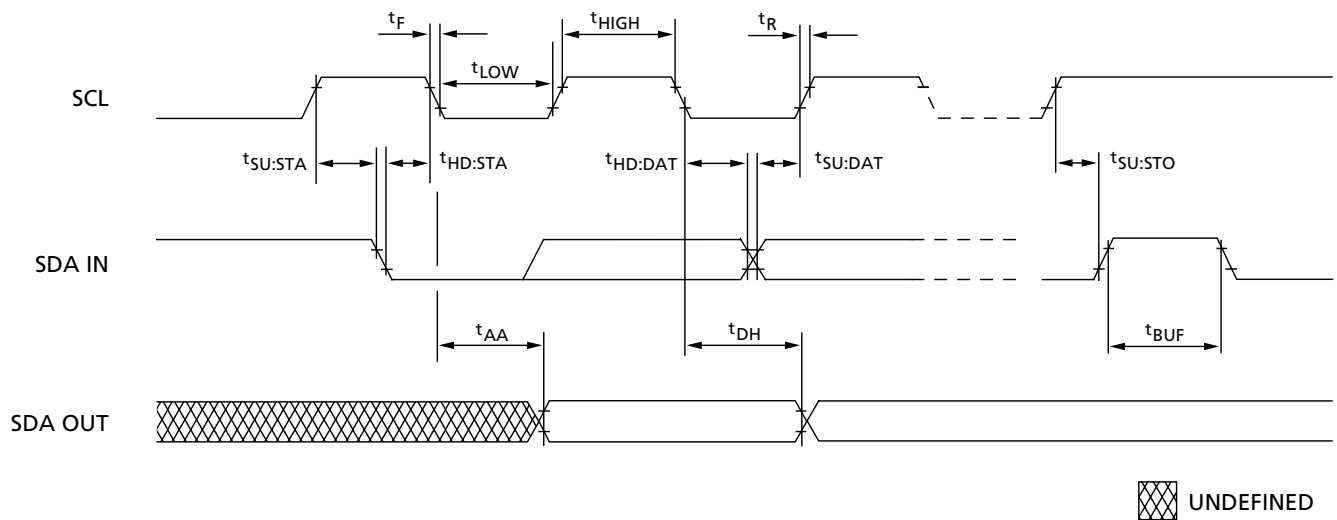 tF
tHIGH
tR
tLOW
SCL
tSU:STA
tHD:STA
tHD:DAT
tSU:DAT
tSU:STO
SDA IN
tAA
tDH
tBUF
SDA OUT
UNDEFINED